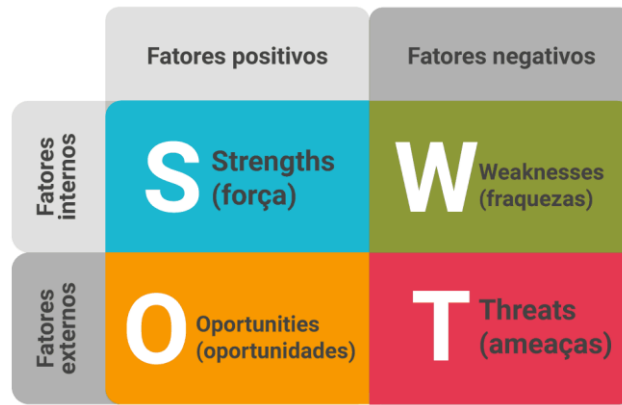 Fatores positivos
Fatores negativos
Fatores
internos
S
Strengths
(força)
W
Weaknesses
(fraquezas)
Fatores
externos
O
Oportunities
(oportunidades)
T
Threats
(ameaças)